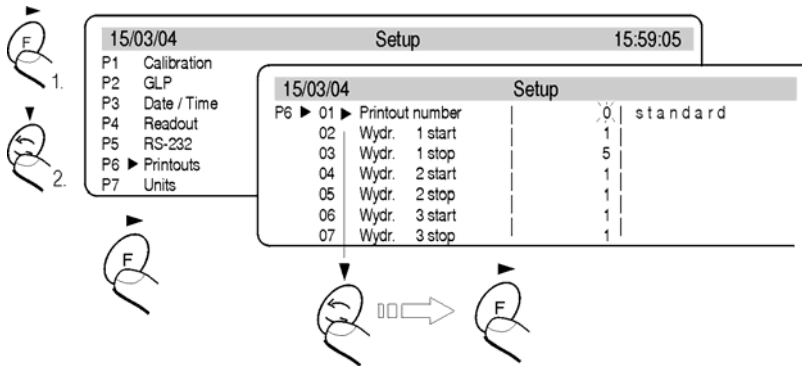 15/03/04 Setup 15:59:05
P1 Calibration
P2 GLP
P3 Date / Time
P4 Readout
P5 RS-232
P6 ► Printouts
P7 Units
F
1.
2.
F
15/03/04 Setup
P6 ► 01 ► Printout number | 0 | standard
02 Wydr. 1 start | 1 |
03 Wydr. 1 stop | 5 |
04 Wydr. 2 start | 1 |
05 Wydr. 2 stop | 1 |
06 Wydr. 3 start | 1 |
07 Wydr. 3 stop | 1 |
F